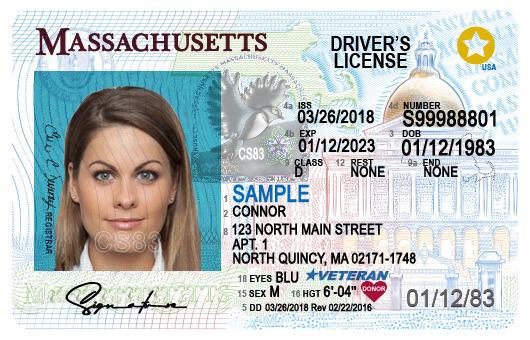 MASSACHUSETTS
DRIVER'S
LICENSE
USA
4a ISS
03/26/2018
4d NUMBER
S99988801
4b EXP
01/12/2023
3 DOB
01/12/1983
9 CLASS
D
12 REST
NONE
9a END
NONE
CS83
1 SAMPLE
2 CONNOR
8 123 NORTH MAIN STREET
APT. 1
NORTH QUINCY, MA 02171-1748
18 EYES BLU
VETERAN
15 SEX M
16 HGT 6'-04"
DONOR
5 DD 03/26/2018 Rev 02/22/2016
01/12/83
REGISTRAR
CS83
Signature